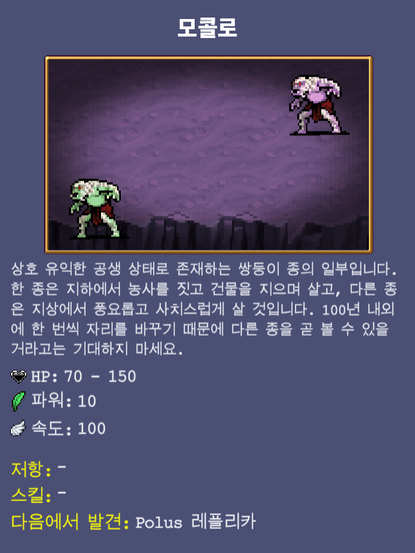 모콜로
상호 유익한 공생 상태로 존재하는 쌍둥이 종의 일부입니다.
한 종은 지하에서 농사를 짓고 건물을 지으며 살고, 다른 종
은 지상에서 풍요롭고 사치스럽게 살 것입니다. 100년 내외
에 한 번씩 자리를 바꾸기 때문에 다른 종을 곧 볼 수 있을
거라고는 기대하지 마세요.
HP: 70 - 150
파워: 10
속도: 100
저항: -
스킬: -
다음에서 발견: Polus 레플리카